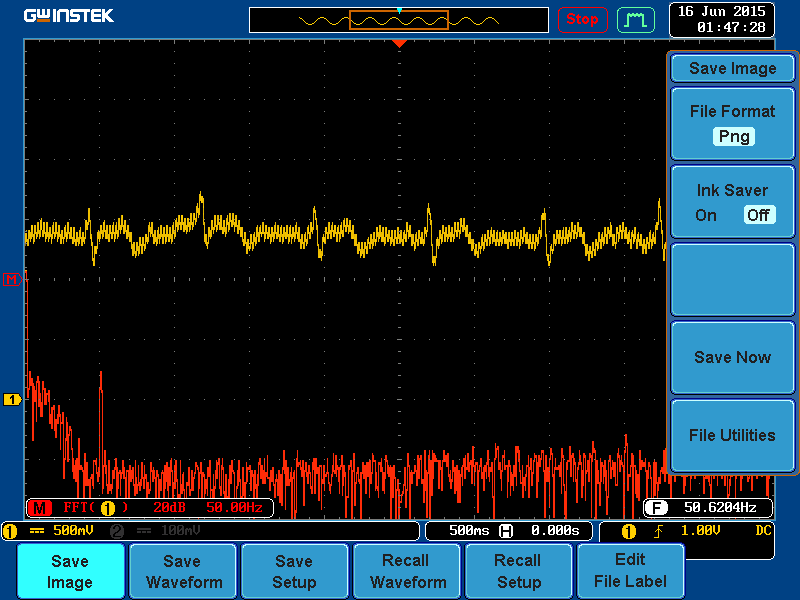 GWINSTEK
Stop
16 Jun 2015
01:47:28
Save Image
File Format
Png
Ink Saver
On Off
M
Save Now
1
File Utilities
M FFT( 1 ) 20dB 50.00Hz
F 50.6204Hz
1 500mV 2 100mV
500ms H 0.000s
1 1.00V DC
Save Image
Save Waveform
Save Setup
Recall Waveform
Recall Setup
Edit File Label